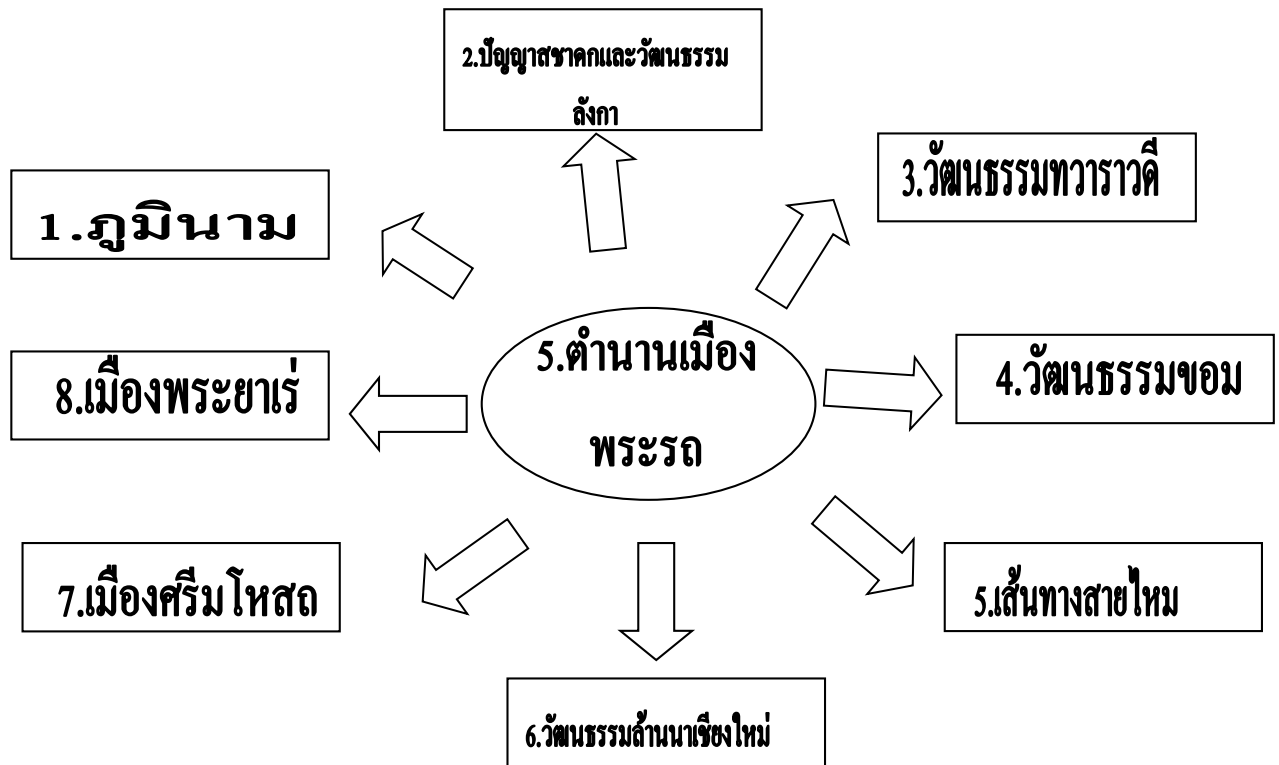 2.ปัญญาสชาดกและวัฒนธรรม
ลังกา
3.วัฒนธรรมทวาราวดี
1.ภูมินาม
5.ตำนานเมือง
พระรถ
4.วัฒนธรรมขอม
8.เมืองพระยาเร่
7.เมืองศรีมโหสถ
5.เส้นทางสายไหม
6.วัฒนธรรมล้านนาเชียงใหม่